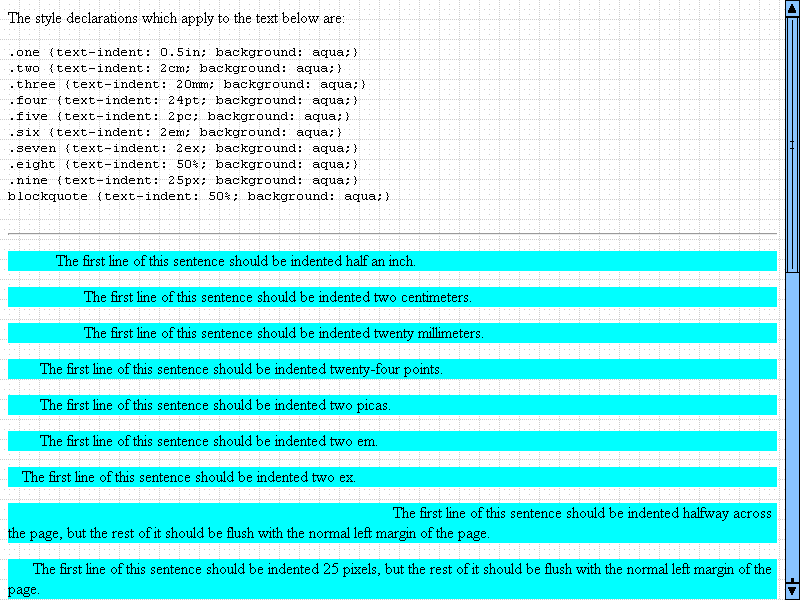 The style declarations which apply to the text below are:
.one {text-indent: 0.5in; background: aqua;}
.two {text-indent: 2cm; background: aqua;}
.three {text-indent: 20mm; background: aqua;}
.four {text-indent: 24pt; background: aqua;}
.five {text-indent: 2pc; background: aqua;}
.six {text-indent: 2em; background: aqua;}
.seven {text-indent: 2ex; background: aqua;}
.eight {text-indent: 50%; background: aqua;}
.nine {text-indent: 25px; background: aqua;}
blockquote {text-indent: 50%; background: aqua;}
The first line of this sentence should be indented half an inch.
The first line of this sentence should be indented two centimeters.
The first line of this sentence should be indented twenty millimeters.
The first line of this sentence should be indented twenty-four points.
The first line of this sentence should be indented two picas.
The first line of this sentence should be indented two em.
The first line of this sentence should be indented two ex.
The first line of this sentence should be indented halfway across
the page, but the rest of it should be flush with the normal left margin of the page.
The first line of this sentence should be indented 25 pixels, but the rest of it should be flush with the normal left margin of the
page.